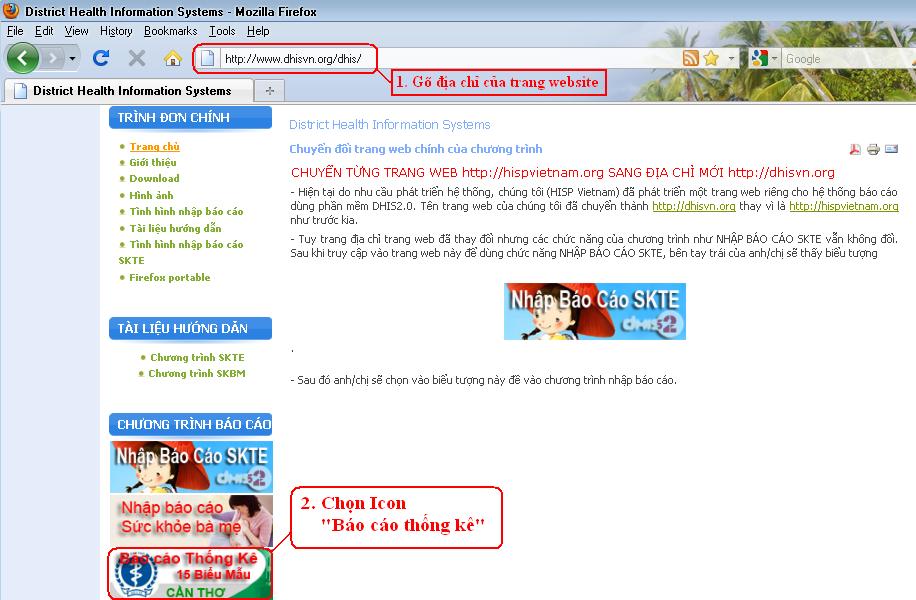 District Health Information Systems - Mozilla Firefox
File Edit View History Bookmarks Tools Help
http://www.dhisvn.org/dhis/
Google
1. Gõ địa chỉ của trang website
District Health Information Systems
TRÌNH ĐƠN CHÍNH
Trang chủ
Giới thiệu
Download
Hình ảnh
Tình hình nhập báo cáo
Tài liệu hướng dẫn
Tình hình nhập báo cáo
SKTE
Firefox portable
TÀI LIỆU HƯỚNG DẪN
Chương trình SKTE
Chương trình SKBM
CHƯƠNG TRÌNH BÁO CÁO
Nhập Báo Cáo SKTE
dhis2
Nhập báo cáo
Sức khỏe bà mẹ
Báo cáo Thống Kê
15 Biểu Mẫu
CẦN THƠ
District Health Information Systems
Chuyển đổi trang web chính của chương trình
CHUYỂN TỪNG TRANG WEB http://hispvietnam.org SANG ĐỊA CHỈ MỚI http://dhisvn.org
- Hiện tại do nhu cầu phát triển hệ thống, chúng tôi (HISP Vietnam) đã phát triển một trang web riêng cho hệ thống báo cáo
dùng phần mềm DHIS2.0. Tên trang web của chúng tôi đã chuyển thành http://dhisvn.org thay vì là http://hispvietnam.org
như trước kia.
- Tuy trang địa chỉ trang web đã thay đổi nhưng các chức năng của chương trình như NHẬP BÁO CÁO SKTE vẫn không đổi.
Sau khi truy cập vào trang web này để dùng chức năng NHẬP BÁO CÁO SKTE, bên tay trái của anh/chị sẽ thấy biểu tượng
Nhập Báo Cáo SKTE
dhis2
.
- Sau đó anh/chị sẽ chọn vào biểu tượng này để vào chương trình nhập báo cáo.
2. Chọn Icon
"Báo cáo thống kê"